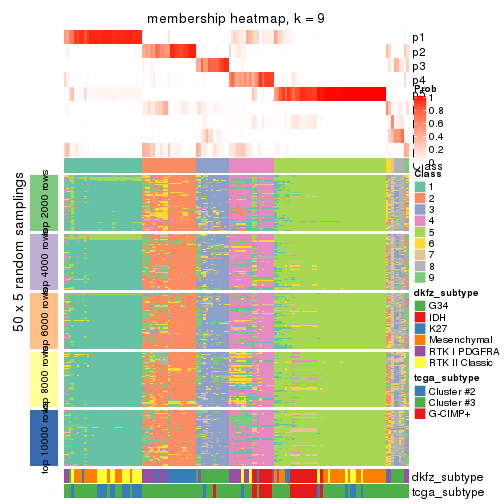 membership heatmap, k = 9
p1
p2
p3
p4
p5
Prob
1
0.8
0.6
0.4
0.2
0
Class
Class
1
2
3
4
5
6
7
8
9
50 x 5 random samplings
top 2000 rows
top 4000 rows
top 6000 rows
top 8000 rows
top 10000 rows
dkfz_subtype
G34
IDH
K27
Mesenchymal
RTK I PDGFRA
RTK II Classic
tcga_subtype
Cluster #2
Cluster #3
G-CIMP+
dkfz_subtype
tcga_subtype